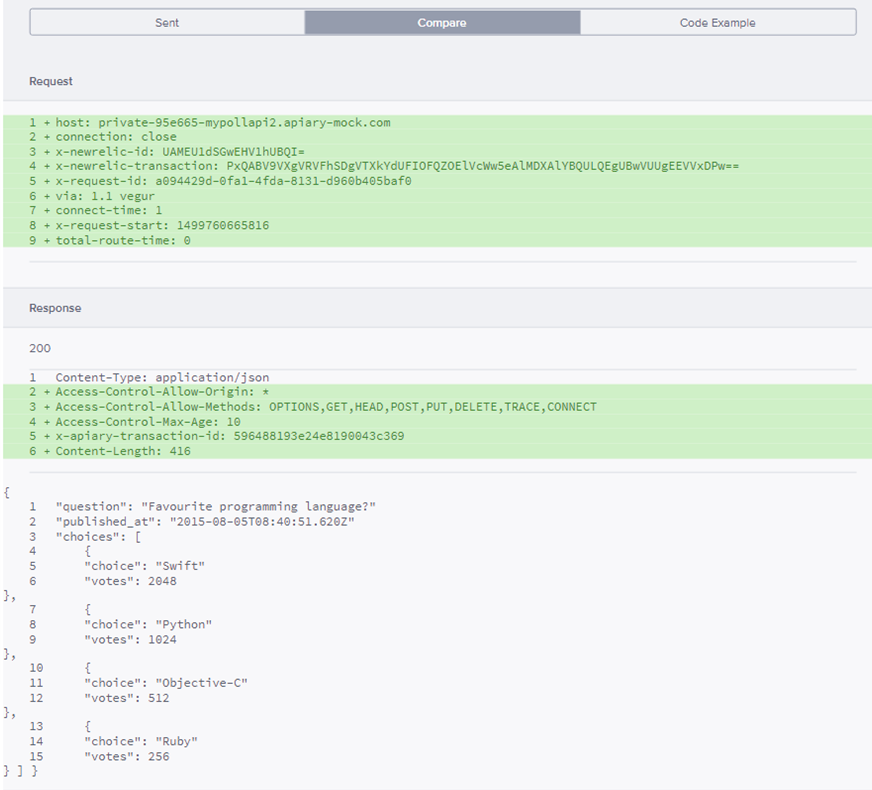 Sent
Compare
Code Example
Request
1 + host: private-95e665-mypollapi2.apiary-mock.com
2 + connection: close
3 + x-newrelic-id: UAMEU1dSGwEHV1hUBQI=
4 + x-newrelic-transaction: PxQABV9VXgVRVFhSDgVTXkYdUFIOFQZOElVcWw5eAlMDXAlYBQULQEgUBwVUUgEEVVxDPw==
5 + x-request-id: a094429d-0fa1-4fda-8131-d960b405baf0
6 + via: 1.1 vegur
7 + connect-time: 1
8 + x-request-start: 1499760665816
9 + total-route-time: 0
Response
200
1 Content-Type: application/json
2 + Access-Control-Allow-Origin: *
3 + Access-Control-Allow-Methods: OPTIONS,GET,HEAD,POST,PUT,DELETE,TRACE,CONNECT
4 + Access-Control-Max-Age: 10
5 + x-apiary-transaction-id: 596488193e24e8190043c369
6 + Content-Length: 416
{
1 "question": "Favourite programming language?"
2 "published_at": "2015-08-05T08:40:51.620Z"
3 "choices": [
4 {
5 "choice": "Swift"
6 "votes": 2048
},
7 {
8 "choice": "Python"
9 "votes": 1024
},
10 {
11 "choice": "Objective-C"
12 "votes": 512
},
13 {
14 "choice": "Ruby"
15 "votes": 256
} ] }